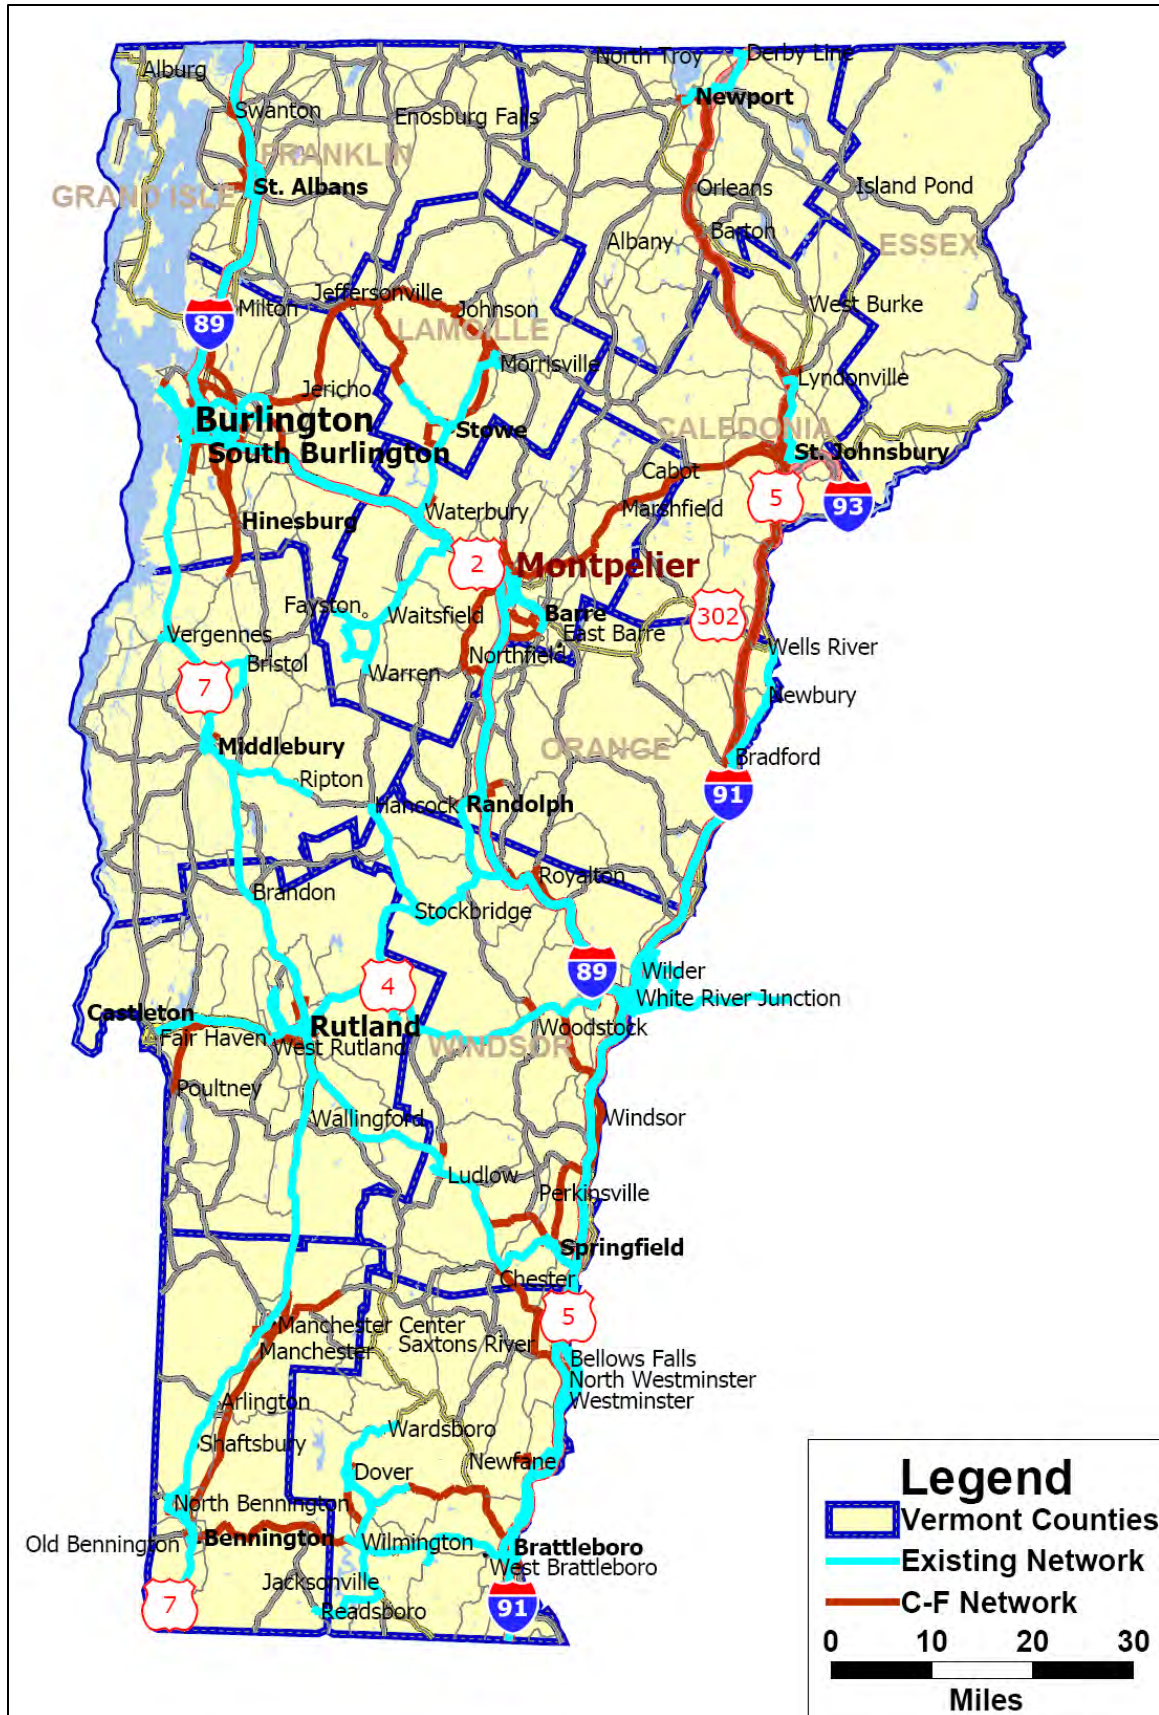 North Troy
Derby Line
Alburg
Newport
Swanton
Enosburg Falls
FRANKLIN
St. Albans
GRAND ISLE
Orleans
Island Pond
Albany
Barton
ESSEX
Jeffersonville
Milton
Johnson
West Burke
89
LAMOILLE
Morrisville
Jericho
Lyndonville
Burlington
Stowe
CALEDONIA
South Burlington
St. Johnsbury
Cabot
5
93
Waterbury
Marshfield
Hinesburg
2
Montpelier
Fayston
Waitsfield
Barre
302
Vergennes
East Barre
Wells River
Bristol
Northfield
Warren
7
Newbury
Middlebury
ORANGE
Bradford
Ripton
91
Hancock
Randolph
Brandon
Royalton
Stockbridge
89
Wilder
4
White River Junction
Castleton
Rutland
Woodstock
Fair Haven
West Rutland
WINDSOR
Poultney
Wallingford
Windsor
Ludlow
Perkinsville
Springfield
Chester
5
Manchester Center
Saxtons River
Manchester
Bellows Falls
North Westminster
Westminster
Arlington
Wardsboro
Shaftsbury
Newfane
Dover
North Bennington
Old Bennington
Bennington
Wilmington
Brattleboro
West Brattleboro
Jacksonville
7
Readsboro
91
Legend
Vermont Counties
Existing Network
C-F Network
0 10 20 30
Miles